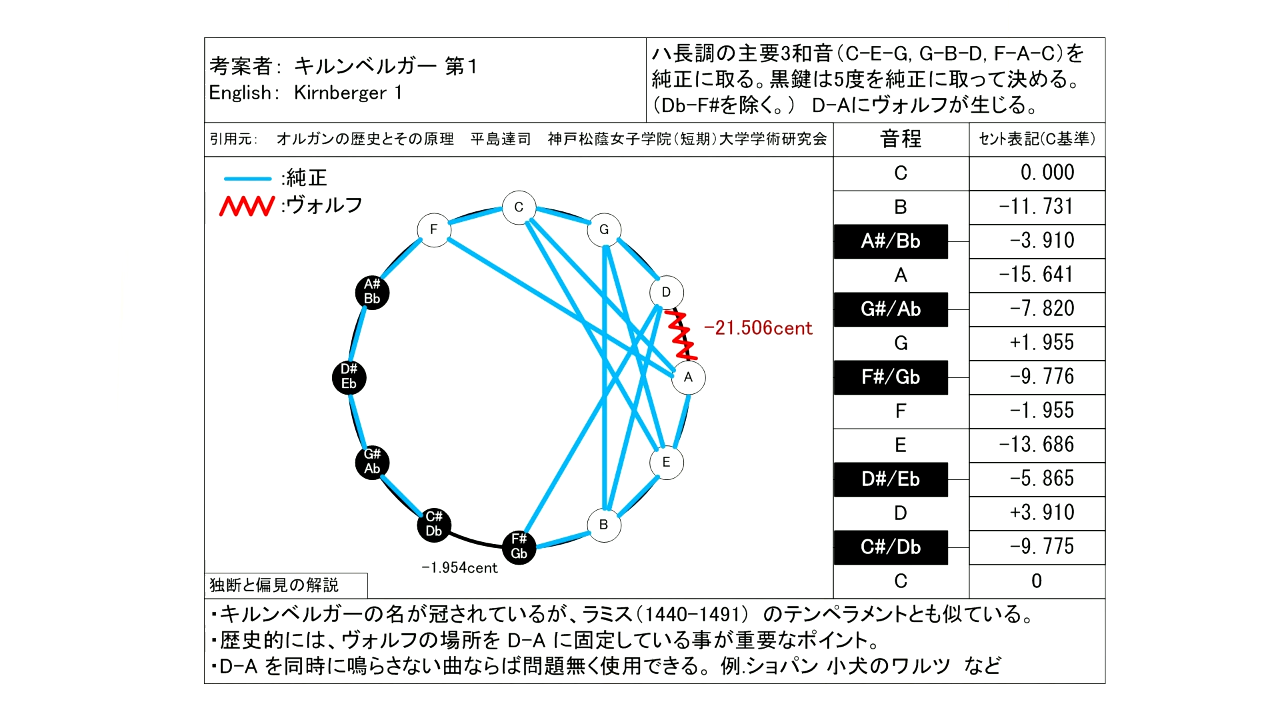 考案者： キルンベルガー 第1
English： Kirnberger 1
ハ長調の主要3和音（C-E-G, G-B-D, F-A-C）を
純正に取る。黒鍵は5度を純正に取って決める。
（Db-F#を除く。） D-Aにヴォルフが生じる。
引用元： オルガンの歴史とその原理 平島達司 神戸松蔭女子学院（短期）大学学術研究会
音程
セント表記(C基準)
:純正
:ヴォルフ
C
G
D
A
E
B
F#
Gb
C#
Db
G#
Ab
D#
Eb
A#
Bb
F
-21.506cent
-1.954cent
C 0.000
B -11.731
A#/Bb -3.910
A -15.641
G#/Ab -7.820
G +1.955
F#/Gb -9.776
F -1.955
E -13.686
D#/Eb -5.865
D +3.910
C#/Db -9.775
C 0
独断と偏見の解説
・キルンベルガーの名が冠されているが、ラミス（1440-1491） のテンペラメントとも似ている。
・歴史的には、ヴォルフの場所を D-A に固定している事が重要なポイント。
・D-A を同時に鳴らさない曲ならば問題無く使用できる。 例.ショパン 小犬のワルツ など